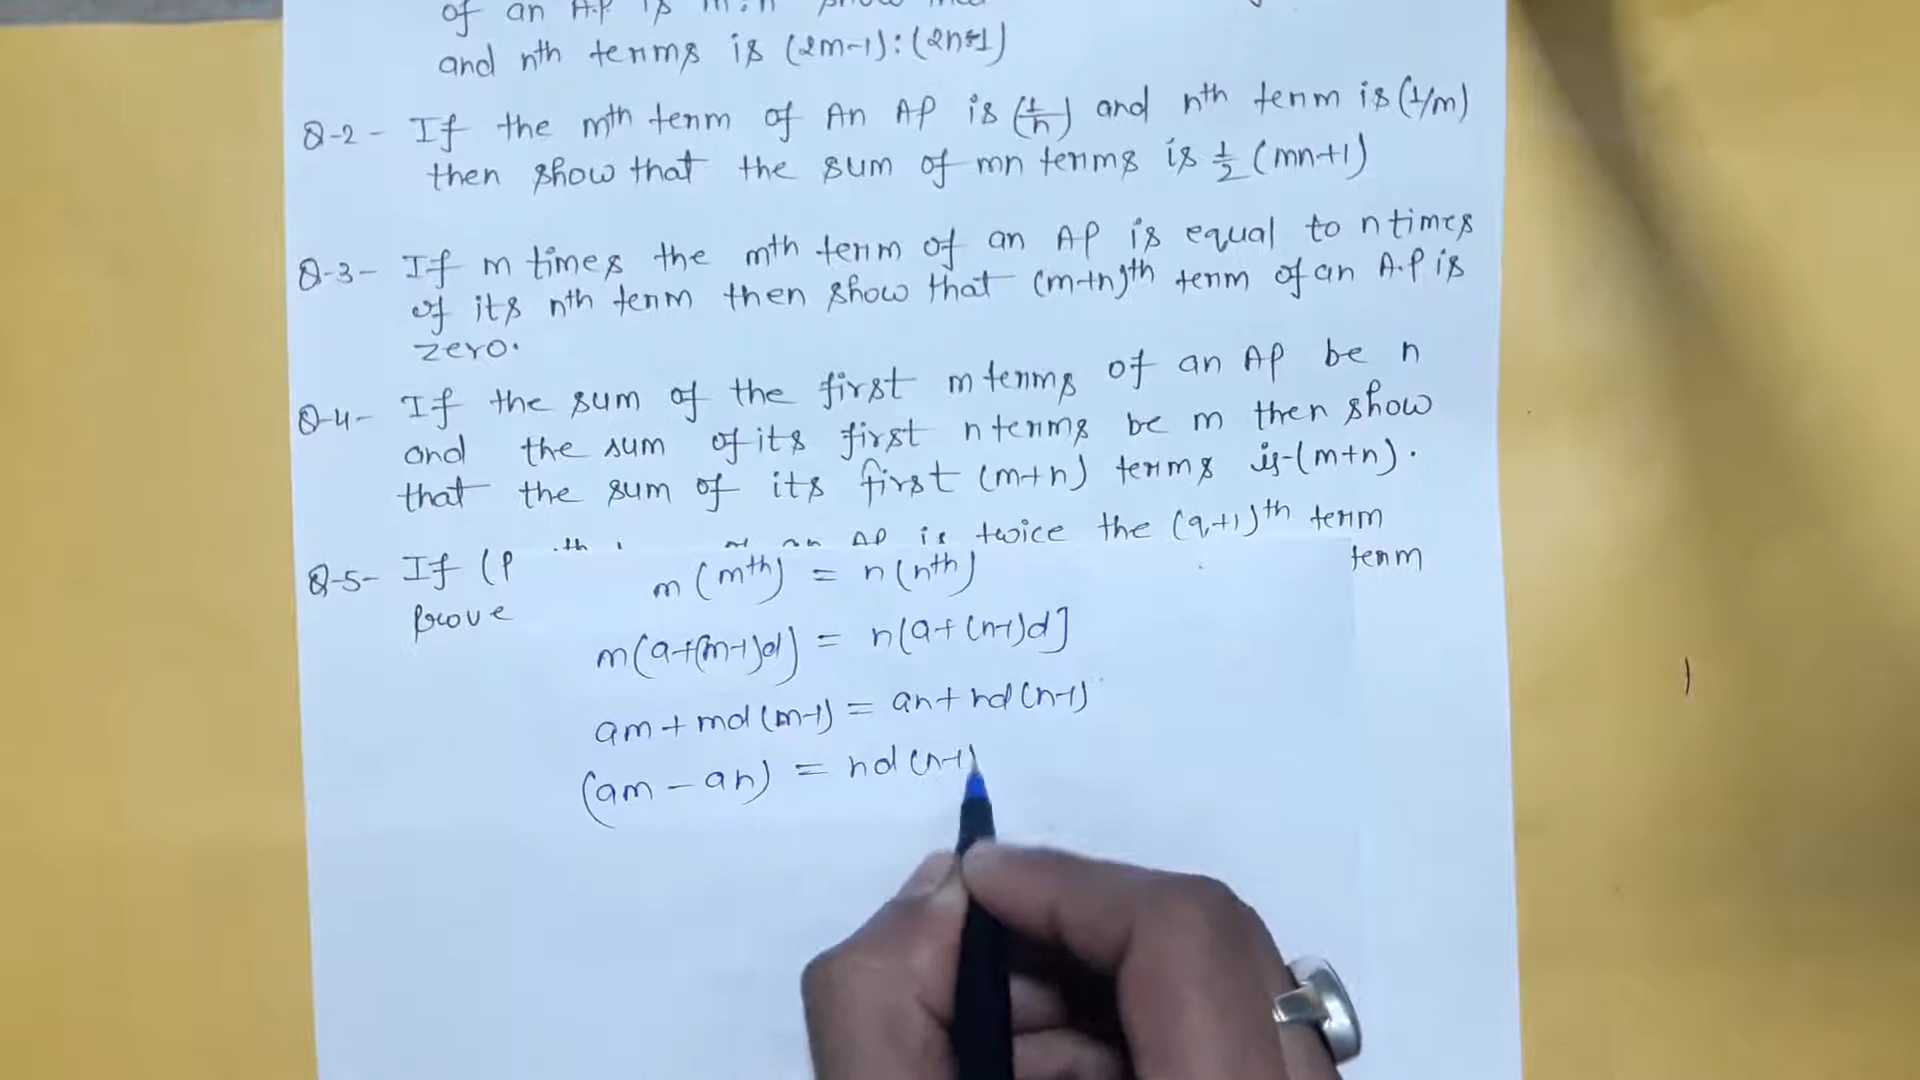 of an A.P. is m:n show
and nth terms is (2m-1):(2n-1)
Q-2- If the mth term of An AP is (1/n) and nth term is (1/m)
then show that the sum of mn terms is 1/2 (mn+1)
Q-3- If m times the mth term of an AP is equal to n times
of its nth term then show that (m+n)th term of an A.P is
zero.
Q-4- If the sum of the first m terms of an AP be n
and the sum of its first n terms be m then show
that the sum of its first (m+n) terms is -(m+n).
Q-5- If (p th an AP is twice the (q+1)th term
prove term
m(mth) = n(nth)
m(a+(m-1)d) = n(a+(n-1)d]
am+md(m-1) = an+nd(n-1)
(am-an) = nd(n-1)